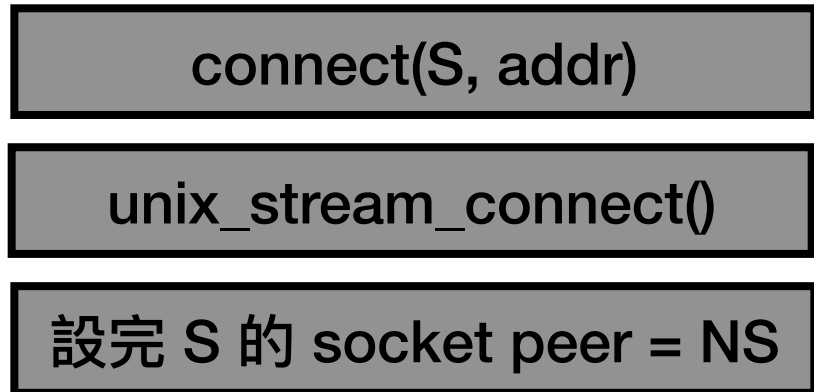 connect(S, addr)
unix_stream_connect()
設完 S 的 socket peer = NS